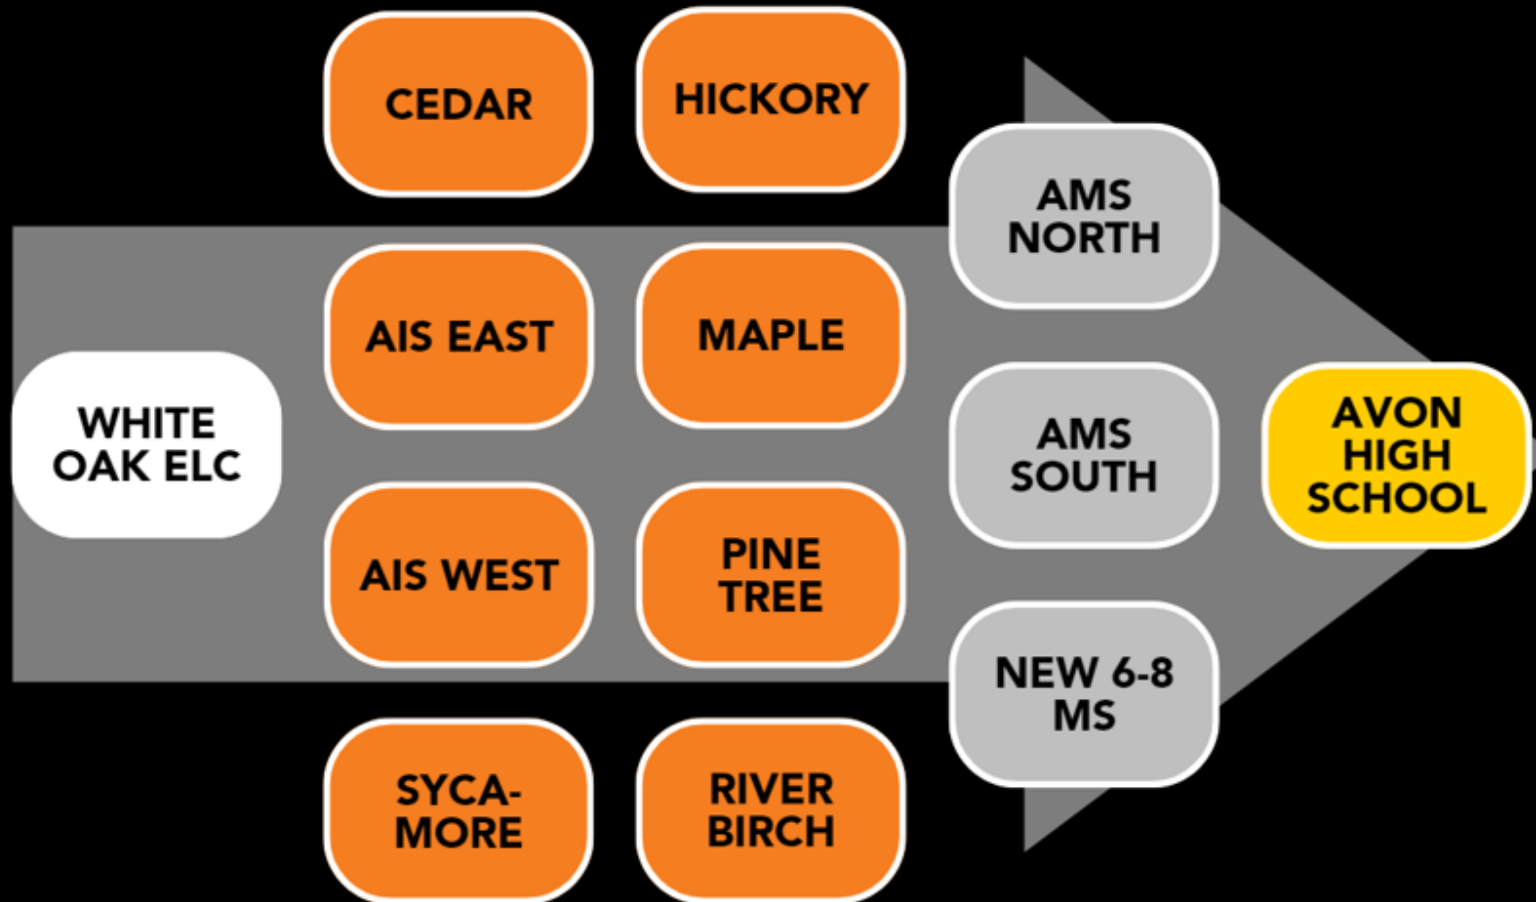 WHITE
OAK ELC
CEDAR
AIS EAST
AIS WEST
SYCA-
MORE
HICKORY
MAPLE
PINE
TREE
RIVER
BIRCH
AMS
NORTH
AMS
SOUTH
NEW 6-8
MS
AVON
HIGH
SCHOOL